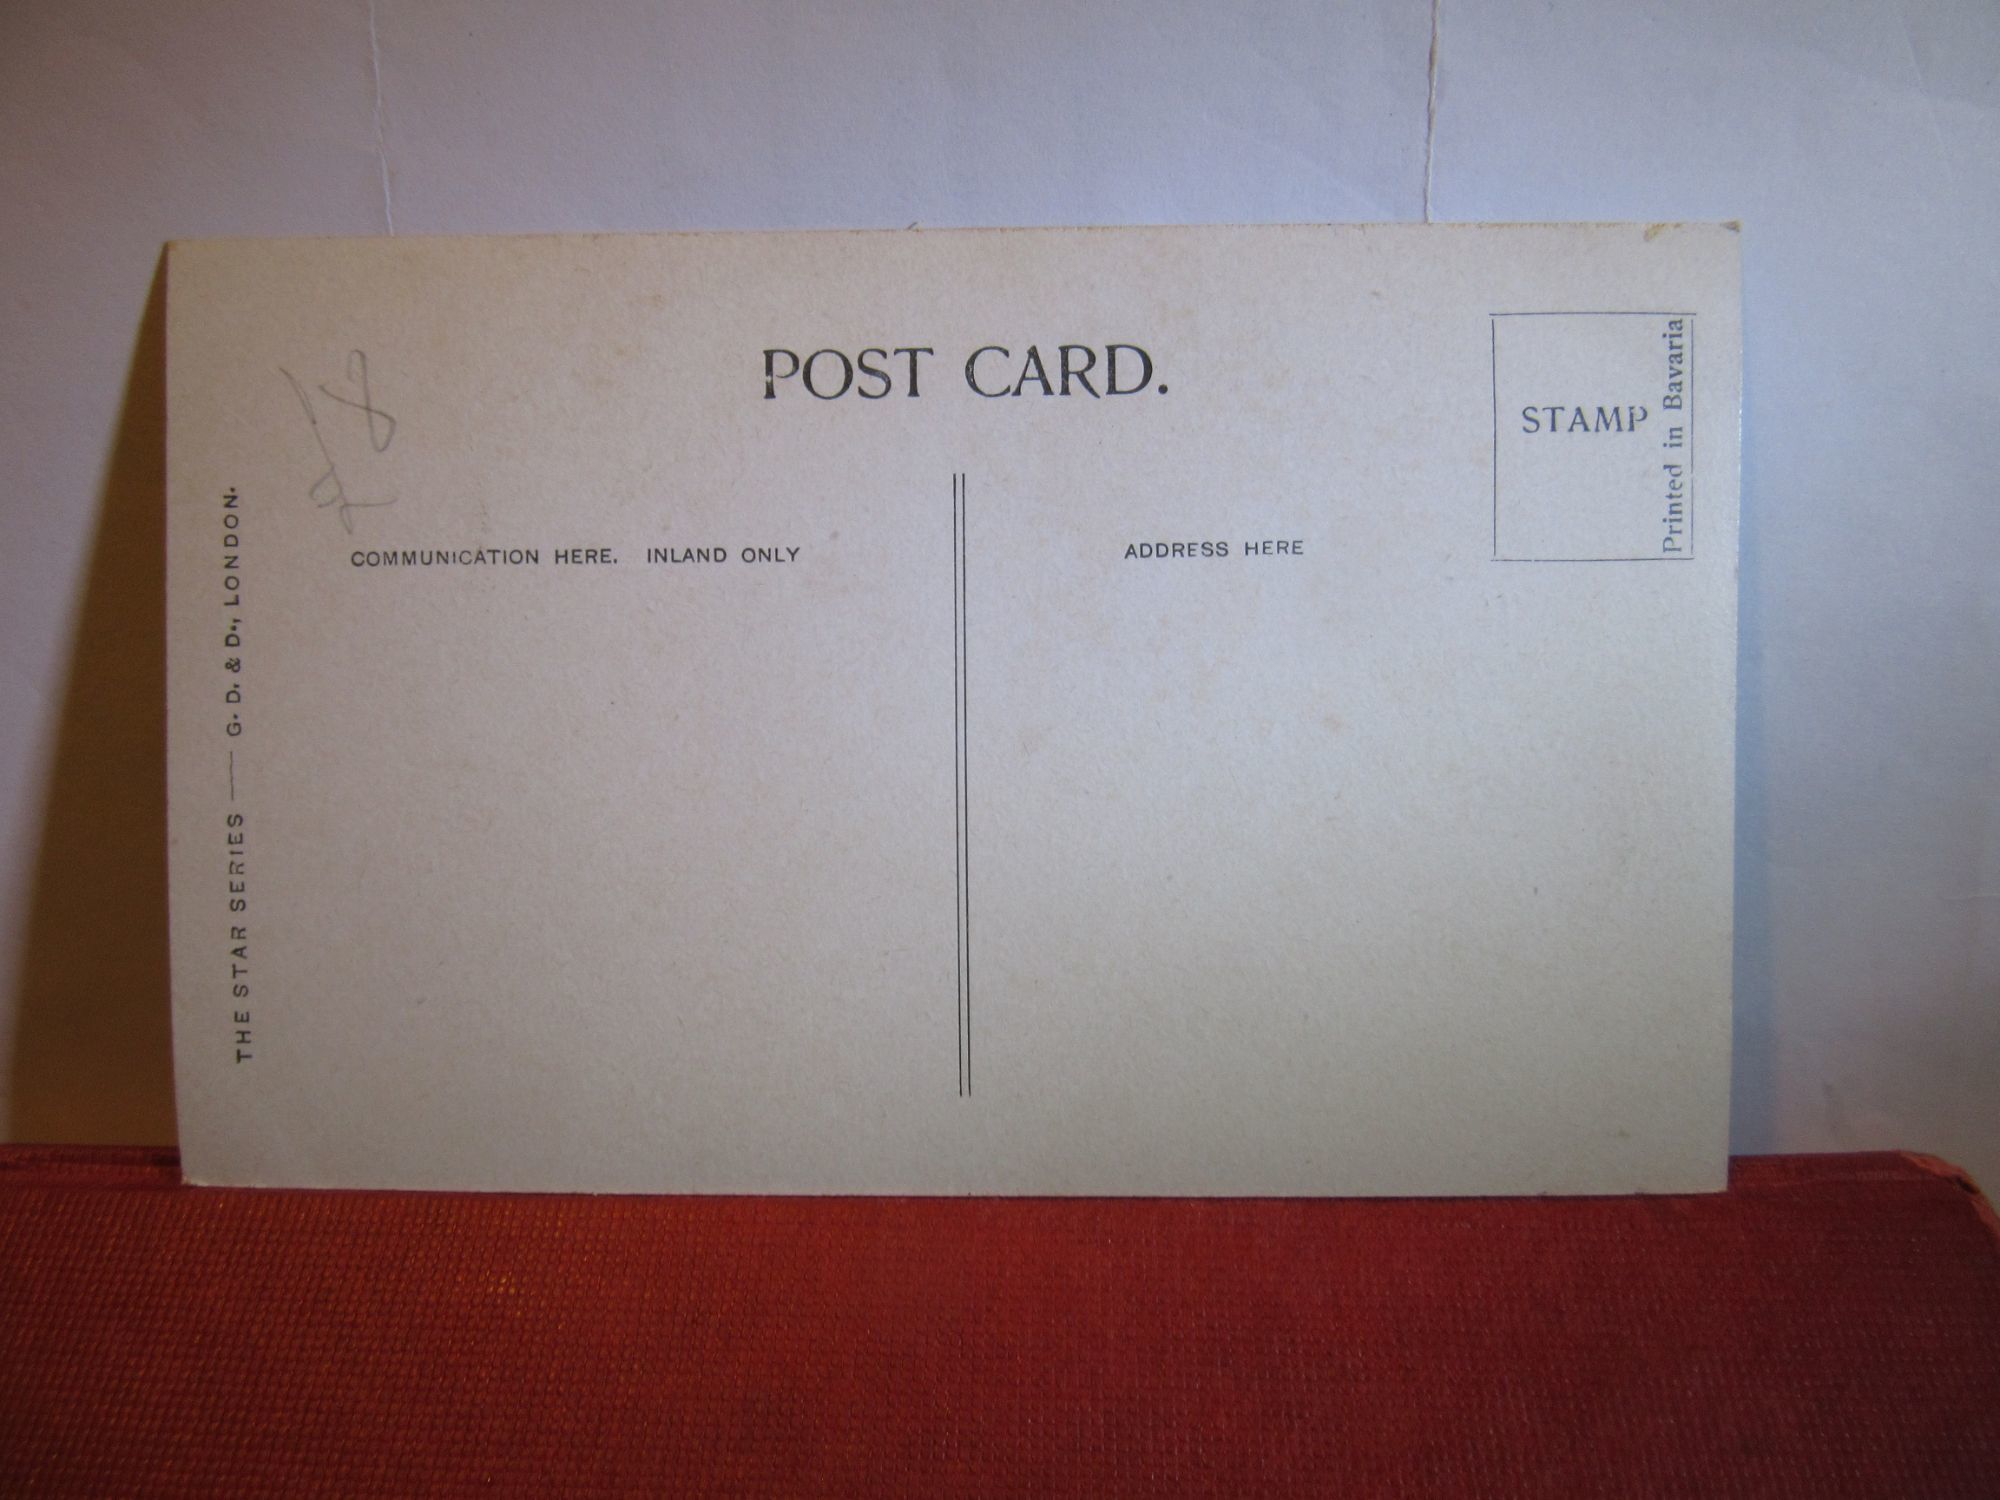 POST CARD.
STAMP
Printed in Bavaria
COMMUNICATION HERE. INLAND ONLY
ADDRESS HERE
THE STAR SERIES — G. D. & D., LONDON.